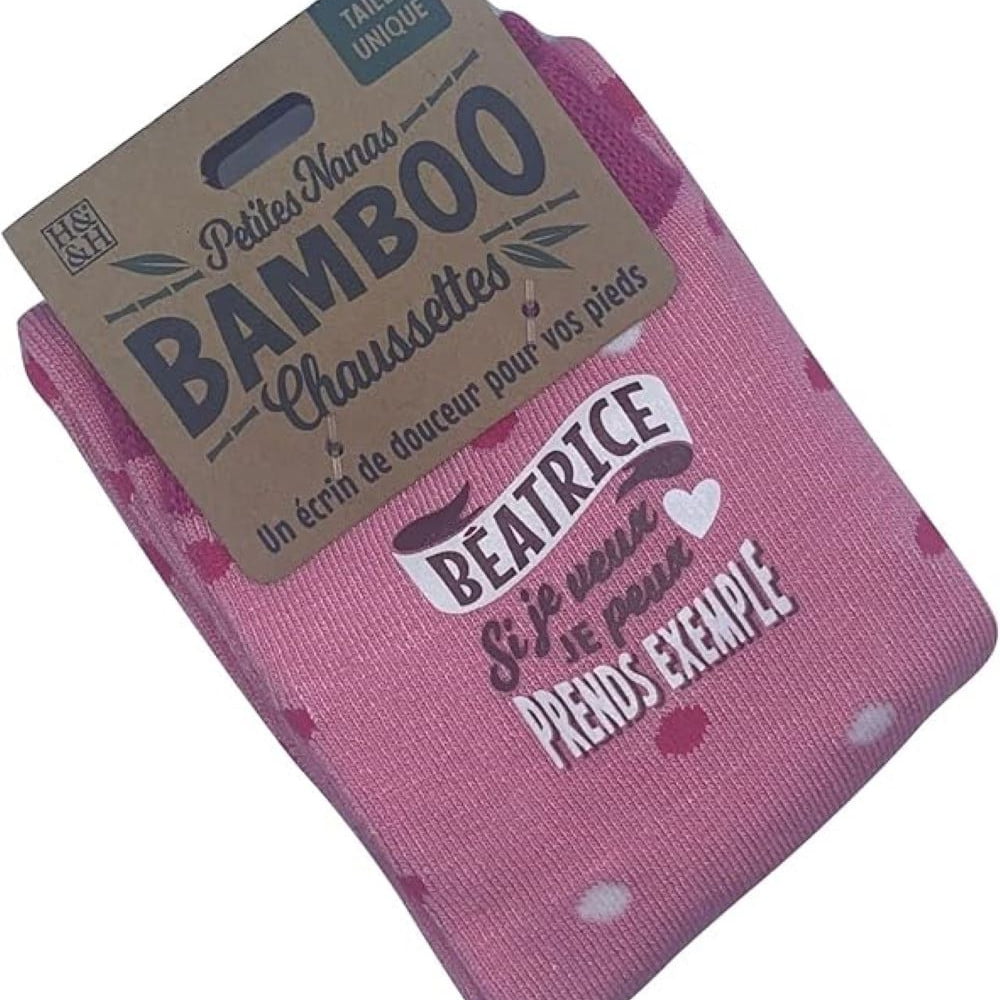 TAILLE
UNIQUE
H&
&H
Petites Nanas
BAMBOO
Chaussettes
Un écrin de douceur pour vos pieds
BÉATRICE
Si je veux
JE peux
PRENDS EXEMPLE